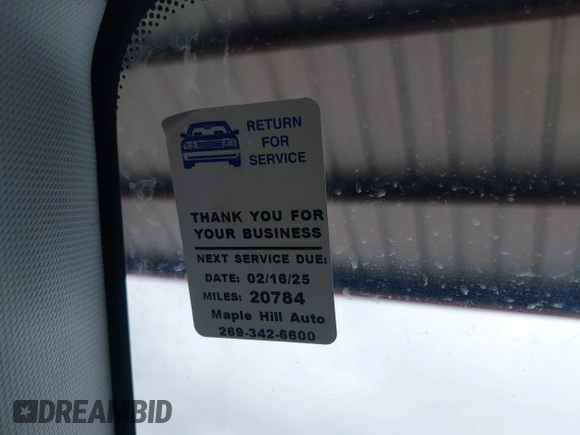 RETURN
FOR
SERVICE
THANK YOU FOR
YOUR BUSINESS
NEXT SERVICE DUE:
DATE: 02/16/25
MILES: 20784
Maple Hill Auto
269-342-6600
DREAMBID